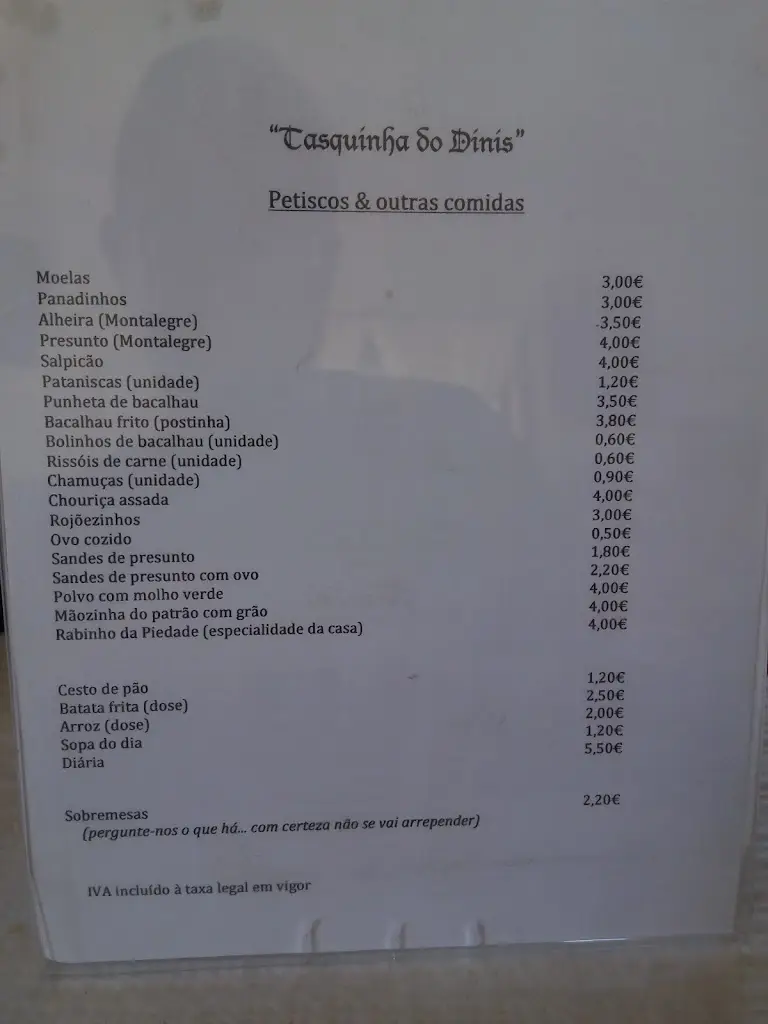 “Tasquinha do Dinis”
Petiscos & outras comidas
Moelas 3,00€
Panadinhos 3,00€
Alheira (Montalegre) 3,50€
Presunto (Montalegre) 4,00€
Salpicão 4,00€
Pataniscas (unidade) 1,20€
Punheta de bacalhau 3,50€
Bacalhau frito (postinha) 3,80€
Bolinhos de bacalhau (unidade) 0,60€
Rissóis de carne (unidade) 0,60€
Chamuças (unidade) 0,90€
Chouriça assada 4,00€
Rojõezinhos 3,00€
Ovo cozido 0,50€
Sandes de presunto 1,80€
Sandes de presunto com ovo 2,20€
Polvo com molho verde 4,00€
Mãozinha do patrão com grão 4,00€
Rabinho da Piedade (especialidade da casa) 4,00€
Cesto de pão 1,20€
Batata frita (dose) 2,50€
Arroz (dose) 2,00€
Sopa do dia 1,20€
Diária 5,50€
Sobremesas 2,20€
(pergunte-nos o que há... com certeza não se vai arrepender)
IVA incluído à taxa legal em vigor